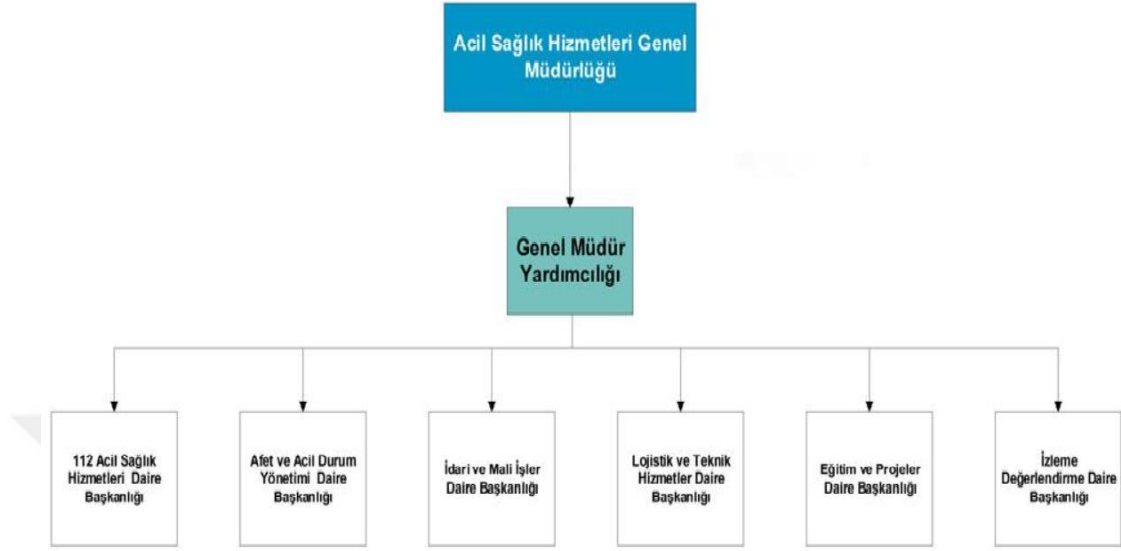 Acil Sağlık Hizmetleri Genel
Müdürlüğü
Genel Müdür
Yardımcılığı
112 Acil Sağlık
Hizmetleri Daire
Başkanlığı
Afet ve Acil Durum
Yönetimi Daire
Başkanlığı
İdari ve Mali İşler
Daire Başkanlığı
Lojistik ve Teknik
Hizmetler Daire
Başkanlığı
Eğitim ve Projeler
Daire Başkanlığı
İzleme
Değerlendirme Daire
Başkanlığı